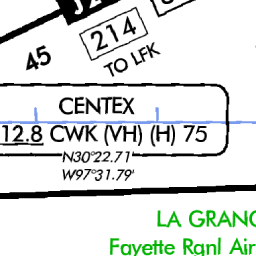 214
45
TO LFK
CENTEX
12.8 CWK (VH) (H) 75
N30°22.71'
W97°31.79'
LA GRANG
Fayette Rgnl Air